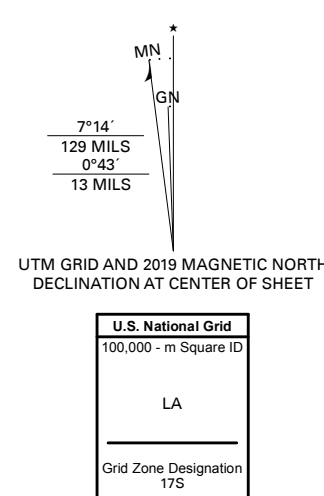 ★
MN
GN
7°14´
129 MILS
0°43´
13 MILS
UTM GRID AND 2019 MAGNETIC NORTH
DECLINATION AT CENTER OF SHEET
U.S. National Grid
100,000 - m Square ID
LA
Grid Zone Designation
17S